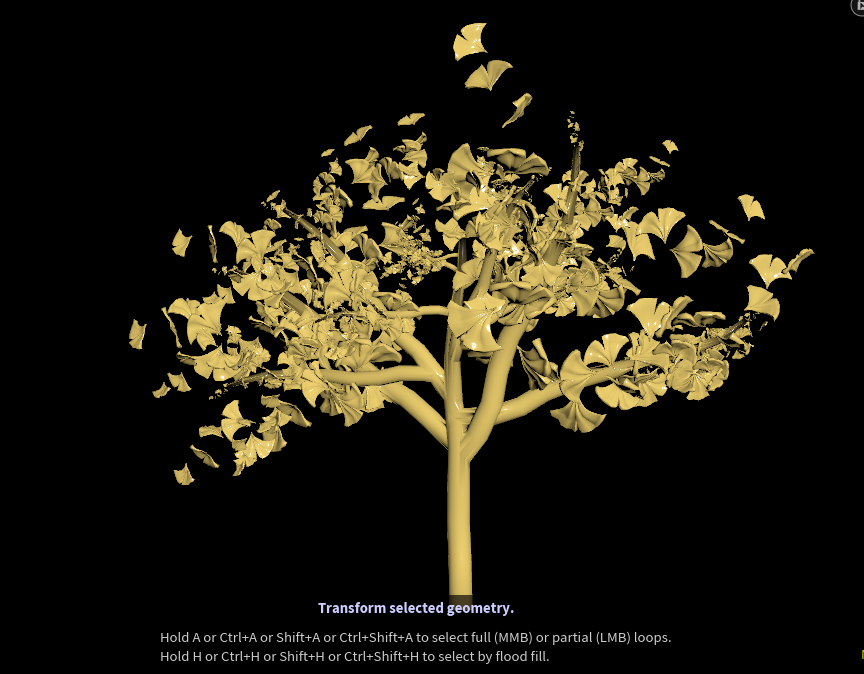 Transform selected geometry.
Hold A or Ctrl+A or Shift+A or Ctrl+Shift+A to select full (MMB) or partial (LMB) loops.
Hold H or Ctrl+H or Shift+H or Ctrl+Shift+H to select by flood fill.